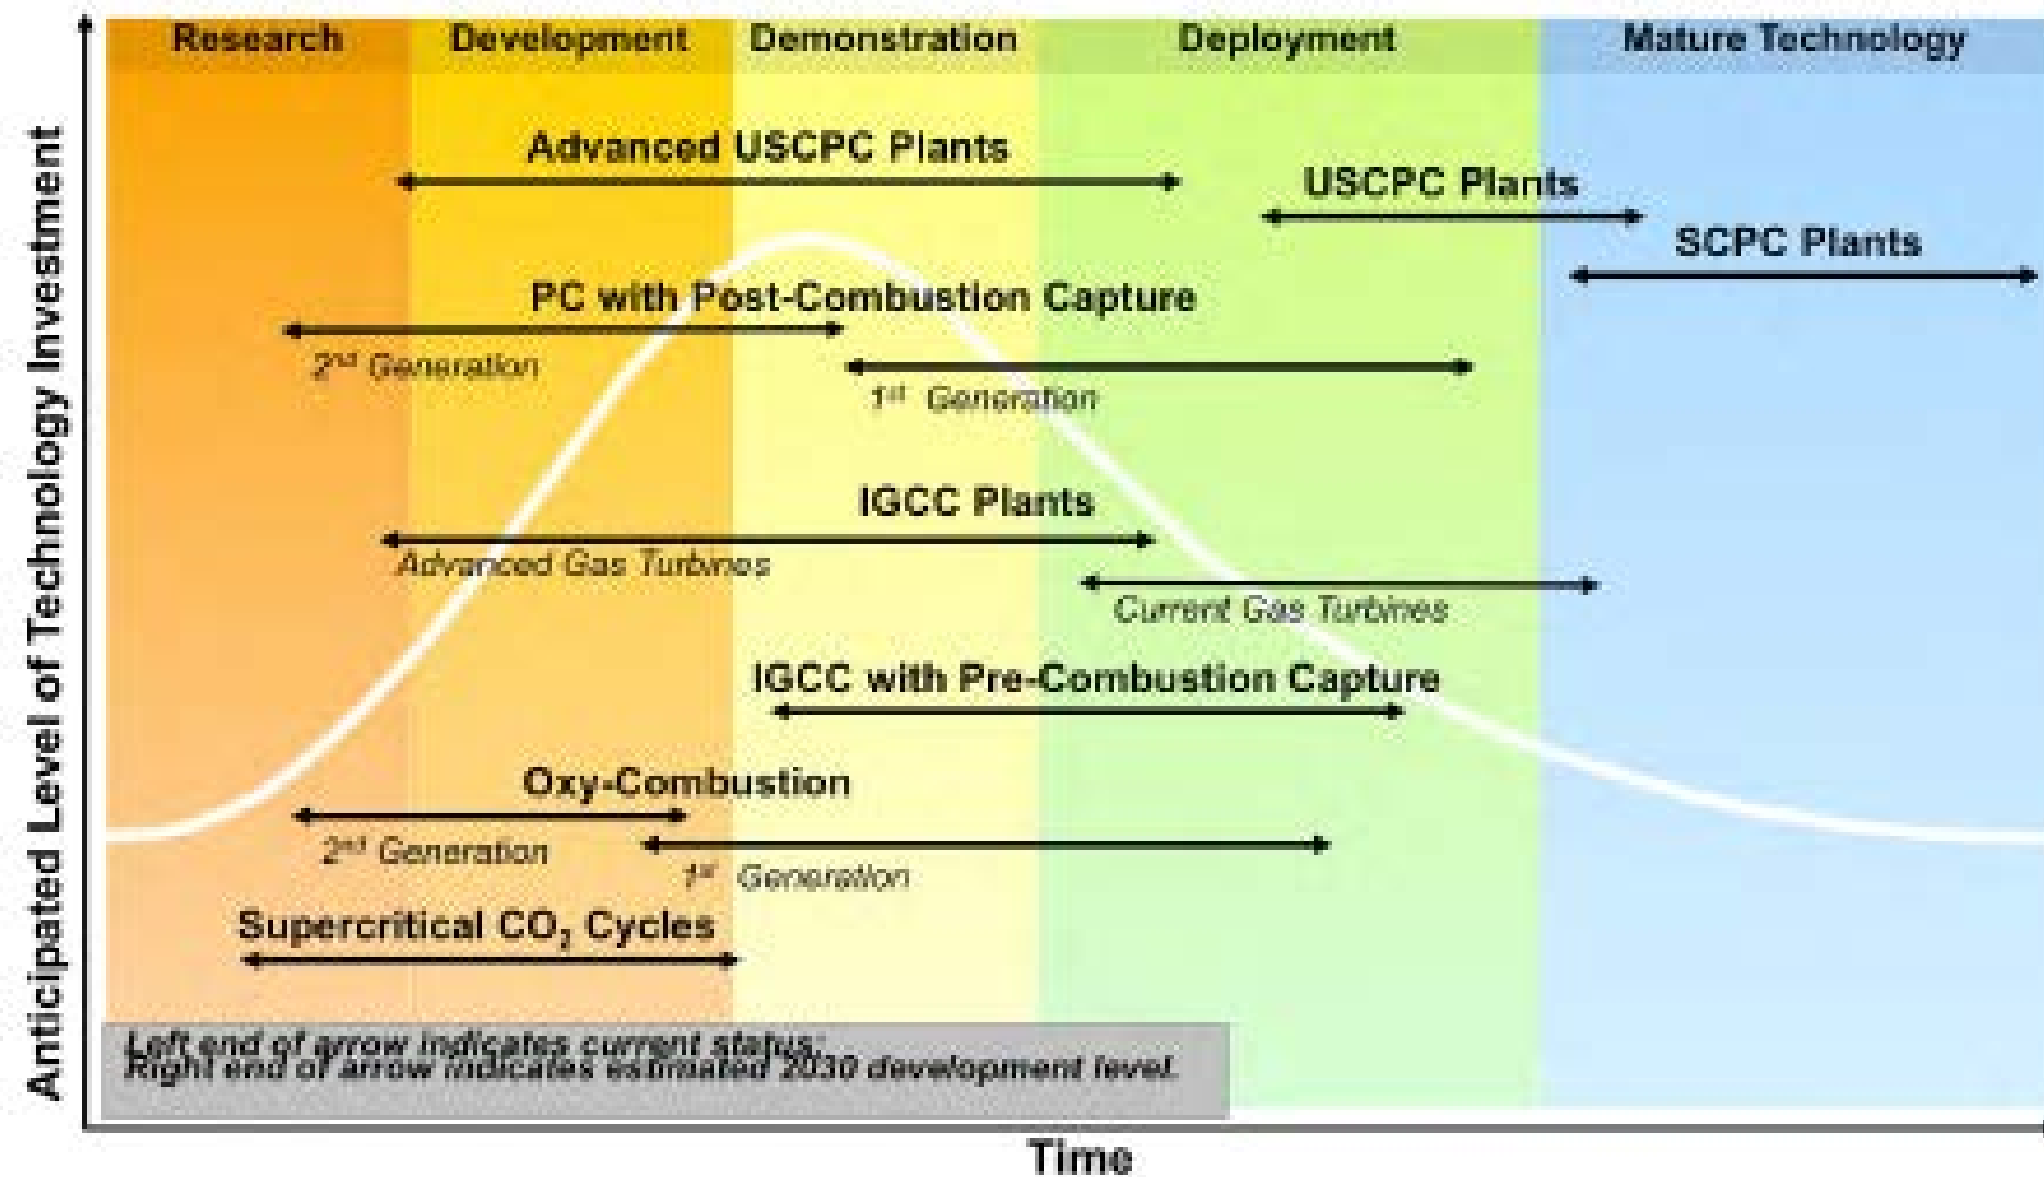 Research Development Demonstration Deployment Mature Technology
Advanced USCPC Plants
USCPC Plants
SCPC Plants
PC with Post-Combustion Capture
2nd Generation
1st Generation
IGCC Plants
Advanced Gas Turbines
Current Gas Turbines
IGCC with Pre-Combustion Capture
Oxy-Combustion
2nd Generation
1st Generation
Supercritical CO₂ Cycles
Left end of arrow indicates current status;
Right end of arrow indicates estimated 2030 development level.
Anticipated Level of Technology Investment
Time